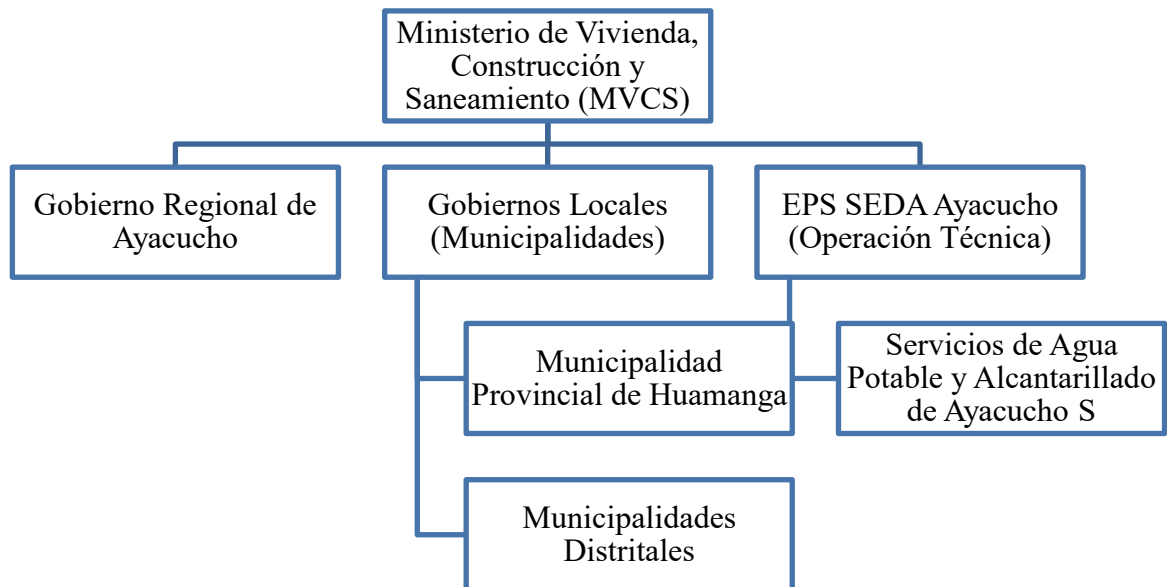 Ministerio de Vivienda,
Construcción y
Saneamiento (MVCS)
Gobierno Regional de
Ayacucho
Gobiernos Locales
(Municipalidades)
EPS SEDA Ayacucho
(Operación Técnica)
Municipalidad
Provincial de Huamanga
Servicios de Agua
Potable y Alcantarillado
de Ayacucho S
Municipalidades
Distritales